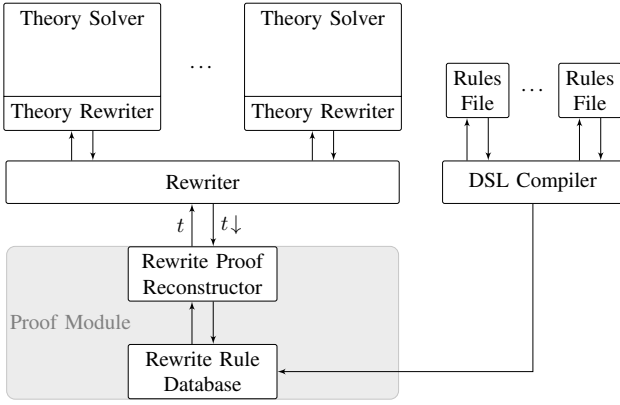 Theory Solver
...
Theory Solver
Theory Rewriter
Theory Rewriter
Rules
File
...
Rules
File
Rewriter
DSL Compiler
t
t↓
Rewrite Proof
Reconstructor
Proof Module
Rewrite Rule
Database